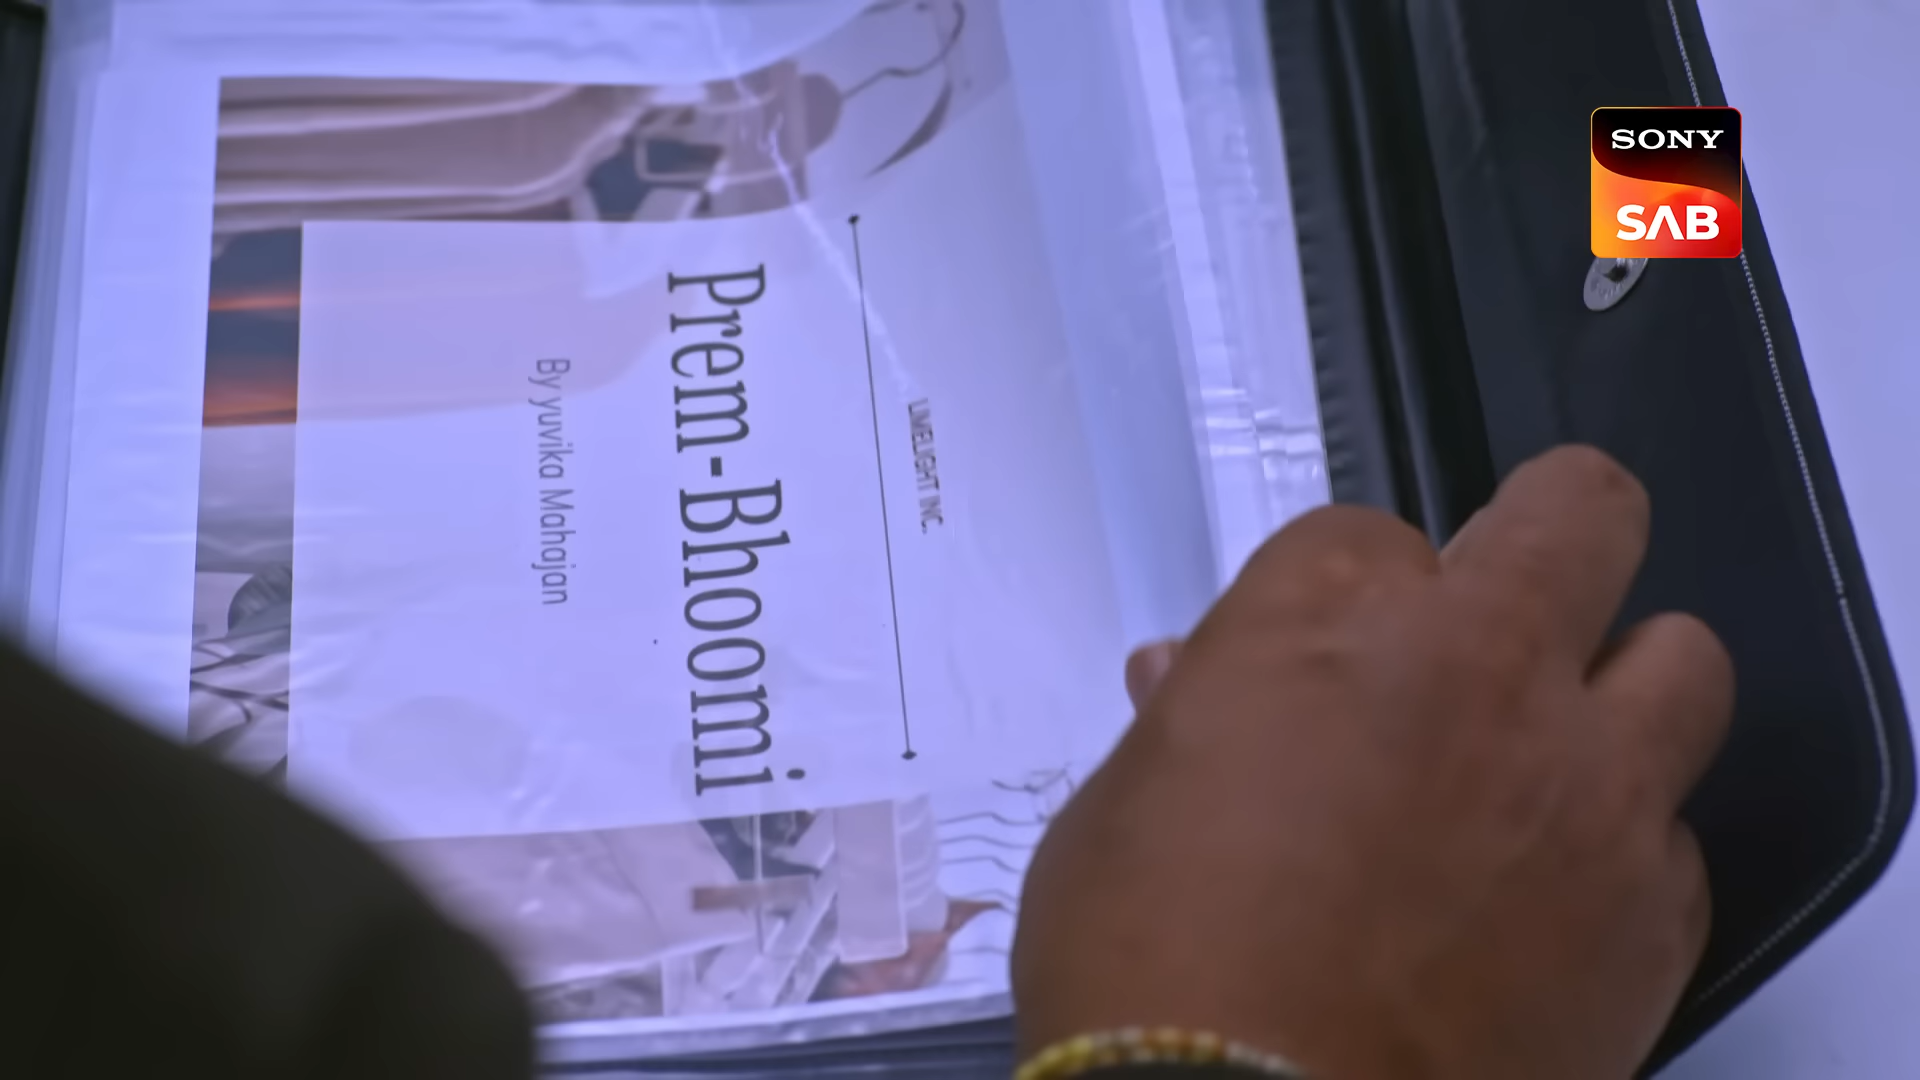 LIMELIGHT INC.
Prem-Bhoomi
By yuvika Mahajan
SONY
SAB